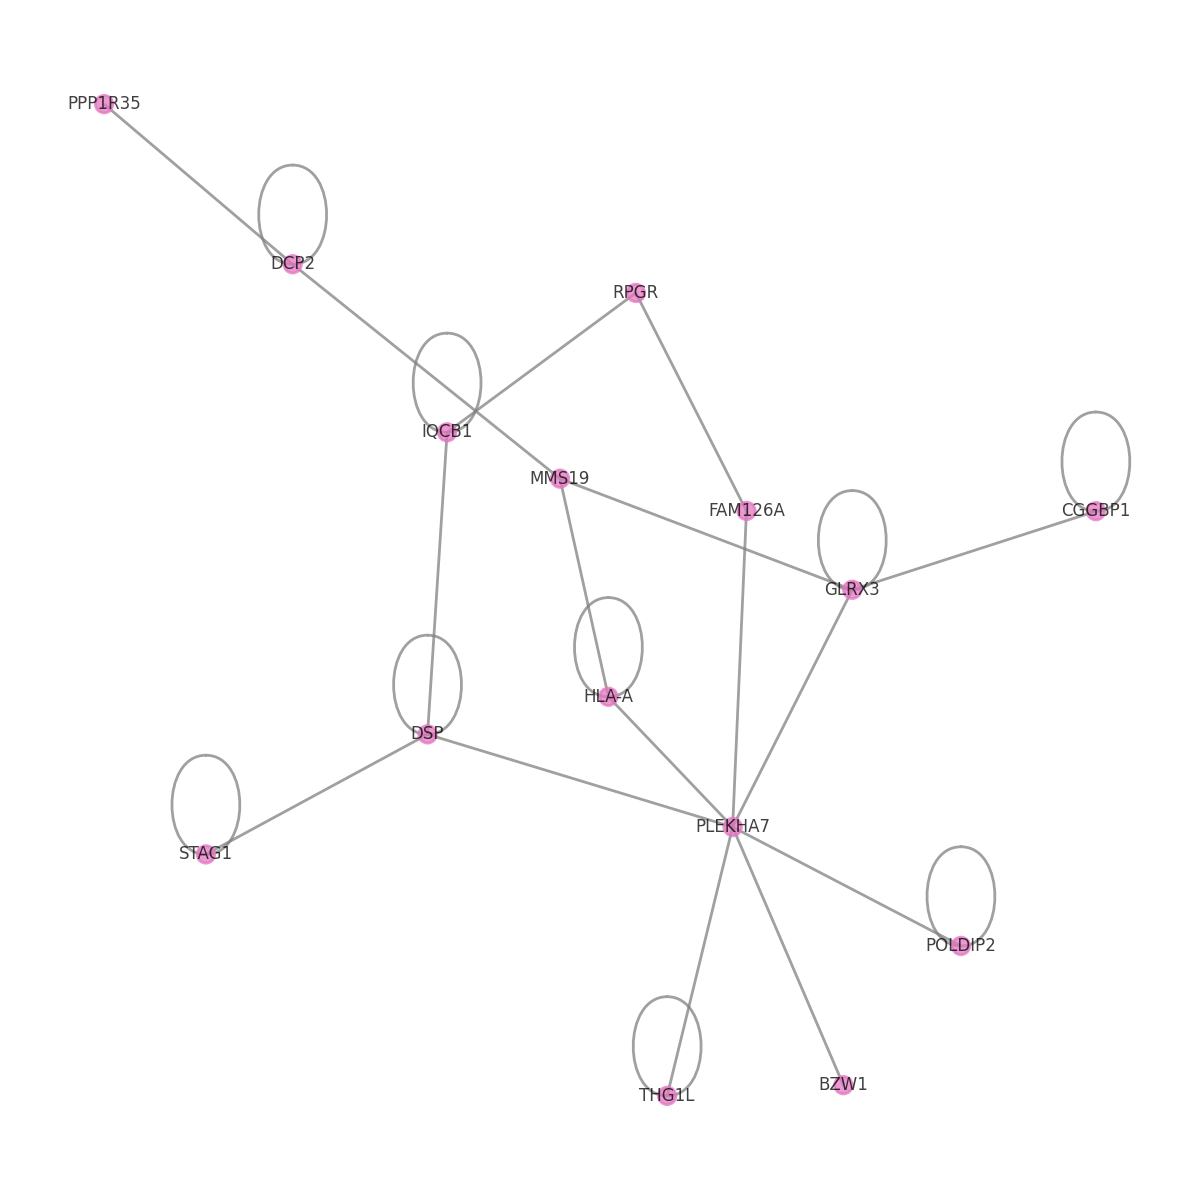 PPP1R35
DCP2
RPGR
IQCB1
MMS19
FAM126A
CGGBP1
GLRX3
HLA-A
DSP
PLEKHA7
STAG1
POLDIP2
BZW1
THG1L